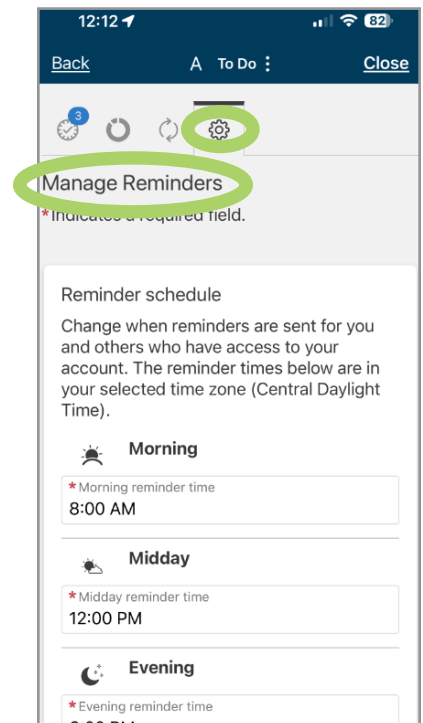 12:12
82
Back
A To Do
Close
3
Manage Reminders
*Indicates a required field.
Reminder schedule
Change when reminders are sent for you
and others who have access to your
account. The reminder times below are in
your selected time zone (Central Daylight
Time).
Morning
*Morning reminder time
8:00 AM
Midday
*Midday reminder time
12:00 PM
Evening
*Evening reminder time